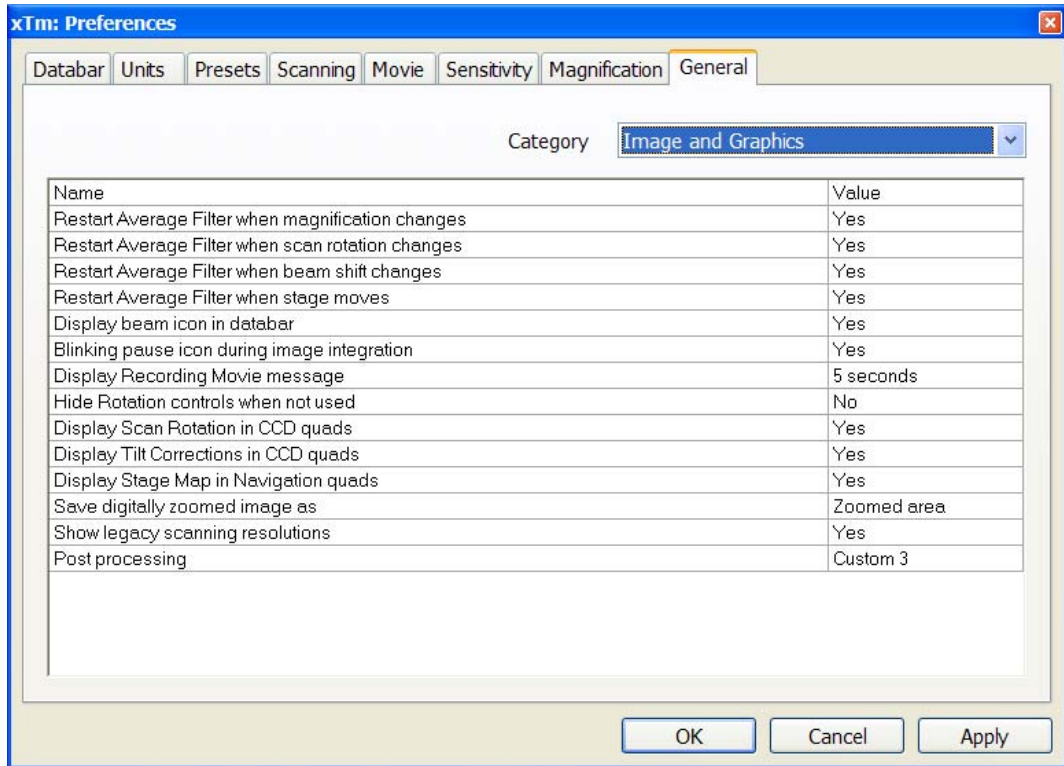 xTm: Preferences
Databar Units Presets Scanning Movie Sensitivity Magnification General
Category Image and Graphics
Name Value
Restart Average Filter when magnification changes Yes
Restart Average Filter when scan rotation changes Yes
Restart Average Filter when beam shift changes Yes
Restart Average Filter when stage moves Yes
Display beam icon in databar Yes
Blinking pause icon during image integration Yes
Display Recording Movie message 5 seconds
Hide Rotation controls when not used No
Display Scan Rotation in CCD quads Yes
Display Tilt Corrections in CCD quads Yes
Display Stage Map in Navigation quads Yes
Save digitally zoomed image as Zoomed area
Show legacy scanning resolutions Yes
Post processing Custom 3
OK Cancel Apply